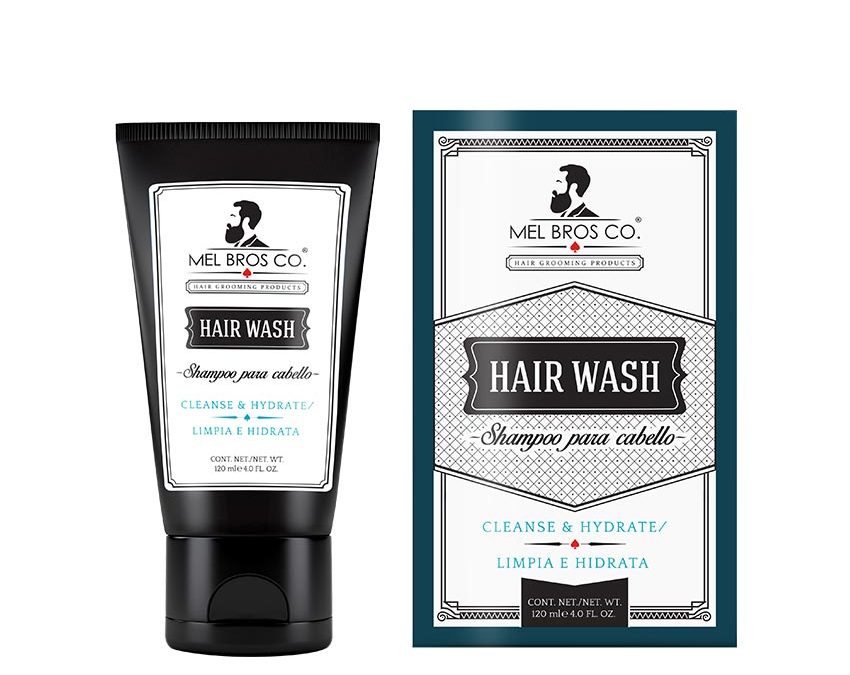 MEL BROS CO.®
HAIR GROOMING PRODUCTS
HAIR WASH
Shampoo para cabello
CLEANSE & HYDRATE/
LIMPIA E HIDRATA
CONT. NET./NET. WT.
120 ml e 4.0 FL. OZ.
MEL BROS CO.®
HAIR GROOMING PRODUCTS
HAIR WASH
-Shampoo para cabello-
CLEANSE & HYDRATE/
LIMPIA E HIDRATA
CONT. NET./NET. WT.
120 ml e 4.0 FL. OZ.